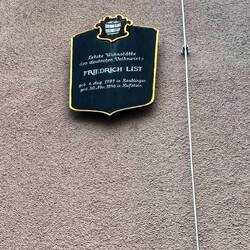 Letzte Wohnstätte
des deutschen Volkswirts
FRIEDRICH LIST
geb. 6. Aug. 1789 in Reutlingen
gest. 30. Nov. 1846 in Kufstein